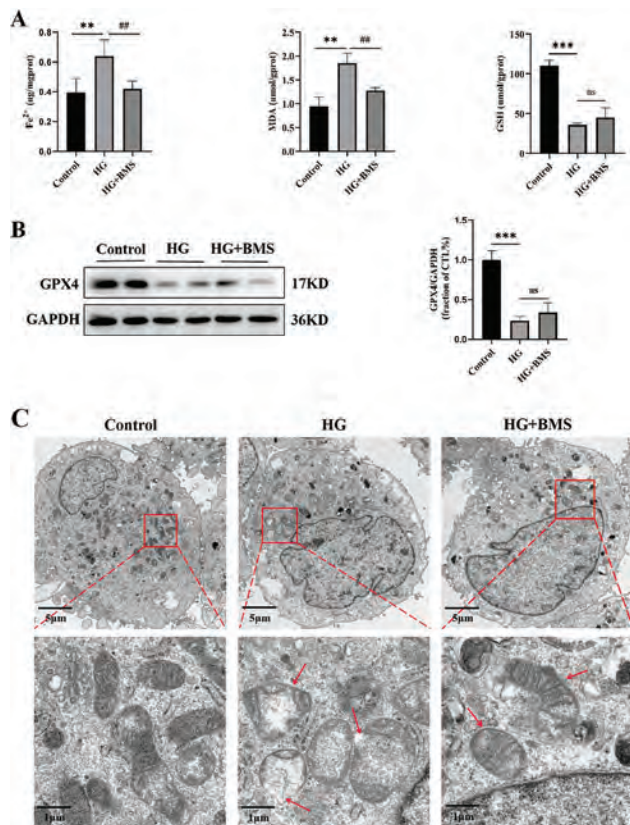 A
Fe2+ (ug/mgprot)
0.8
0.6
0.4
0.2
0.0
**
##
Control
HG
HG+BMS
MDA (umol/gprot)
2.5
2.0
1.5
1.0
0.5
0.0
**
##
Control
HG
HG+BMS
GSH (umol/gprot)
150
100
50
0
***
ns
Control
HG
HG+BMS
B
Control HG HG+BMS
GPX4 17KD
GAPDH 36KD
GPX4/GAPDH
(fraction of CTL%)
1.5
1.0
0.5
0.0
***
ns
Control
HG
HG+BMS
C
Control HG HG+BMS
5μm 5μm 5μm
1μm 1μm 1μm